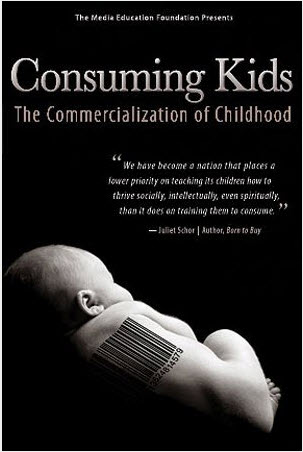 The Media Education Foundation Presents
Consuming Kids
The Commercialization of Childhood
“We have become a nation that places a
lower priority on teaching its children how to
thrive socially, intellectually, even spiritually,
than it does on training them to consume.”
— Juliet Schor | Author, Born to Buy